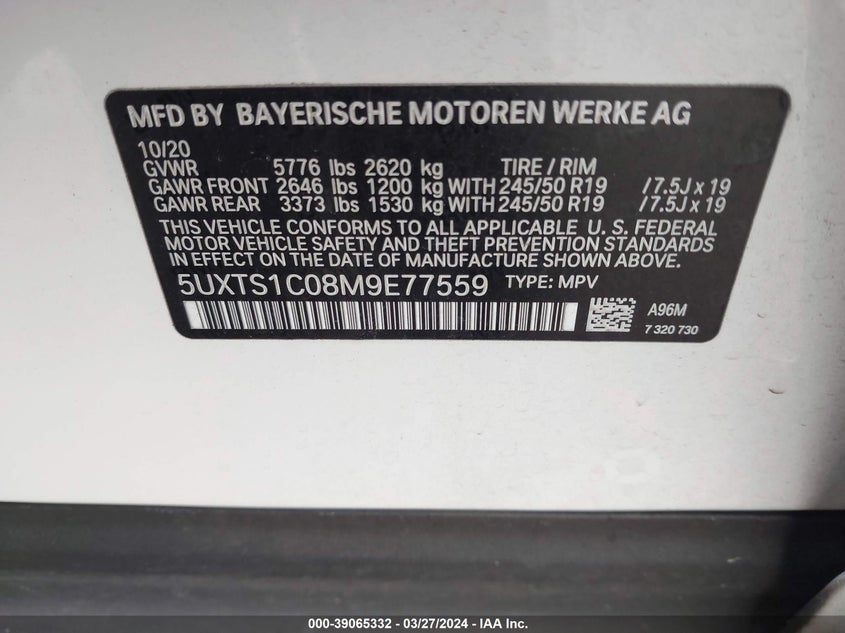 MFD BY BAYERISCHE MOTOREN WERKE AG
10/20
GVWR 5776 lbs 2620 kg TIRE / RIM
GAWR FRONT 2646 lbs 1200 kg WITH 245/50 R19 / 7.5J x 19
GAWR REAR 3373 lbs 1530 kg WITH 245/50 R19 / 7.5J x 19
THIS VEHICLE CONFORMS TO ALL APPLICABLE U. S. FEDERAL
MOTOR VEHICLE SAFETY AND THEFT PREVENTION STANDARDS
IN EFFECT ON THE DATE OF MANUFACTURE SHOWN ABOVE.
5UXTS1C08M9E77559 TYPE: MPV
A96M
7 320 730
000-39065332 / 03/27/2024 - IAA Inc.